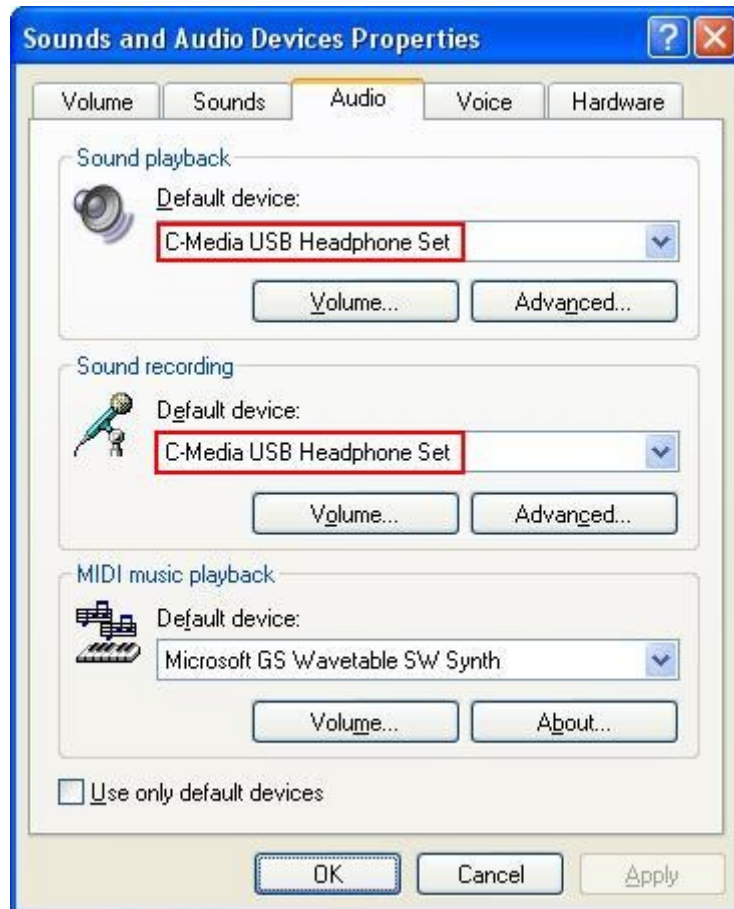 Sounds and Audio Devices Properties
Volume Sounds Audio Voice Hardware
Sound playback
Default device:
C-Media USB Headphone Set
Volume... Advanced...
Sound recording
Default device:
C-Media USB Headphone Set
Volume... Advanced...
MIDI music playback
Default device:
Microsoft GS Wavetable SW Synth
Volume... About...
Use only default devices
OK Cancel Apply